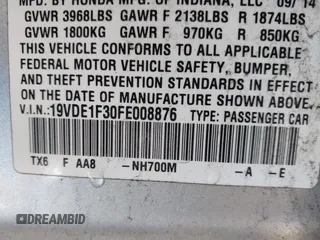 MFD. BY HONDA MFG. OF INDIANA, LLC 09/14
GVWR 3968LBS GAWR F 2138LBS R 1874LBS
GVWR 1800KG GAWR F 970KG R 850KG
THIS VEHICLE CONFORMS TO ALL APPLICABLE
FEDERAL MOTOR VEHICLE SAFETY, BUMPER,
AND THEFT PREVENTION STANDARDS IN EFFECT
ON THE DATE OF MANUFACTURE SHOWN ABOVE.
V.I.N.: 19VDE1F30FE008876 TYPE: PASSENGER CAR
TX6 F AA8 -NH700M -A -E
DREAMBID